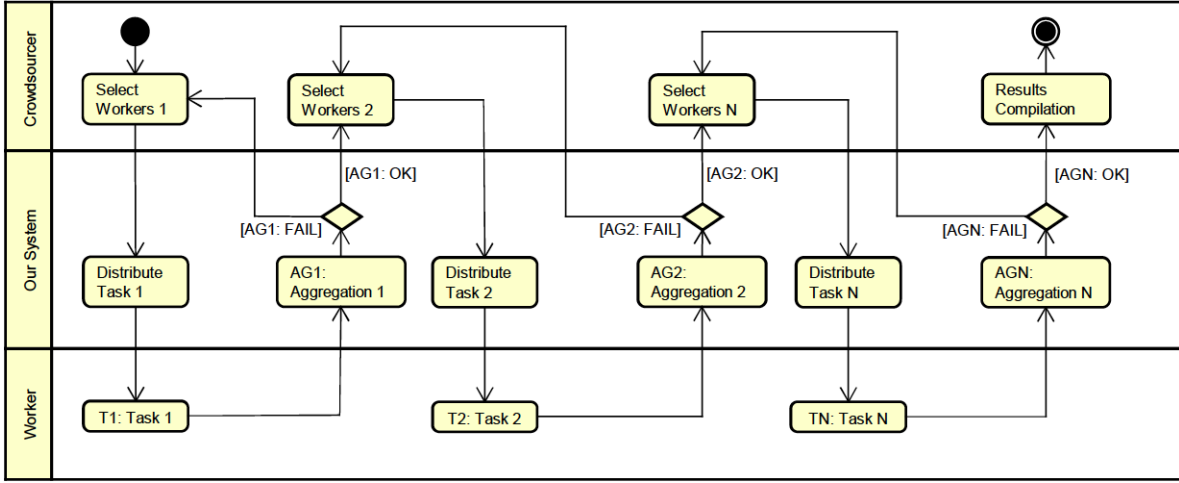 Crowdsourcer
Select
Workers 1
Select
Workers 2
Select
Workers N
Results
Compilation
Our System
[AG1: OK]
[AG2: OK]
[AGN: OK]
[AG1: FAIL]
[AG2: FAIL]
[AGN: FAIL]
Distribute
Task 1
AG1:
Aggregation 1
Distribute
Task 2
AG2:
Aggregation 2
Distribute
Task N
AGN:
Aggregation N
Worker
T1: Task 1
T2: Task 2
TN: Task N